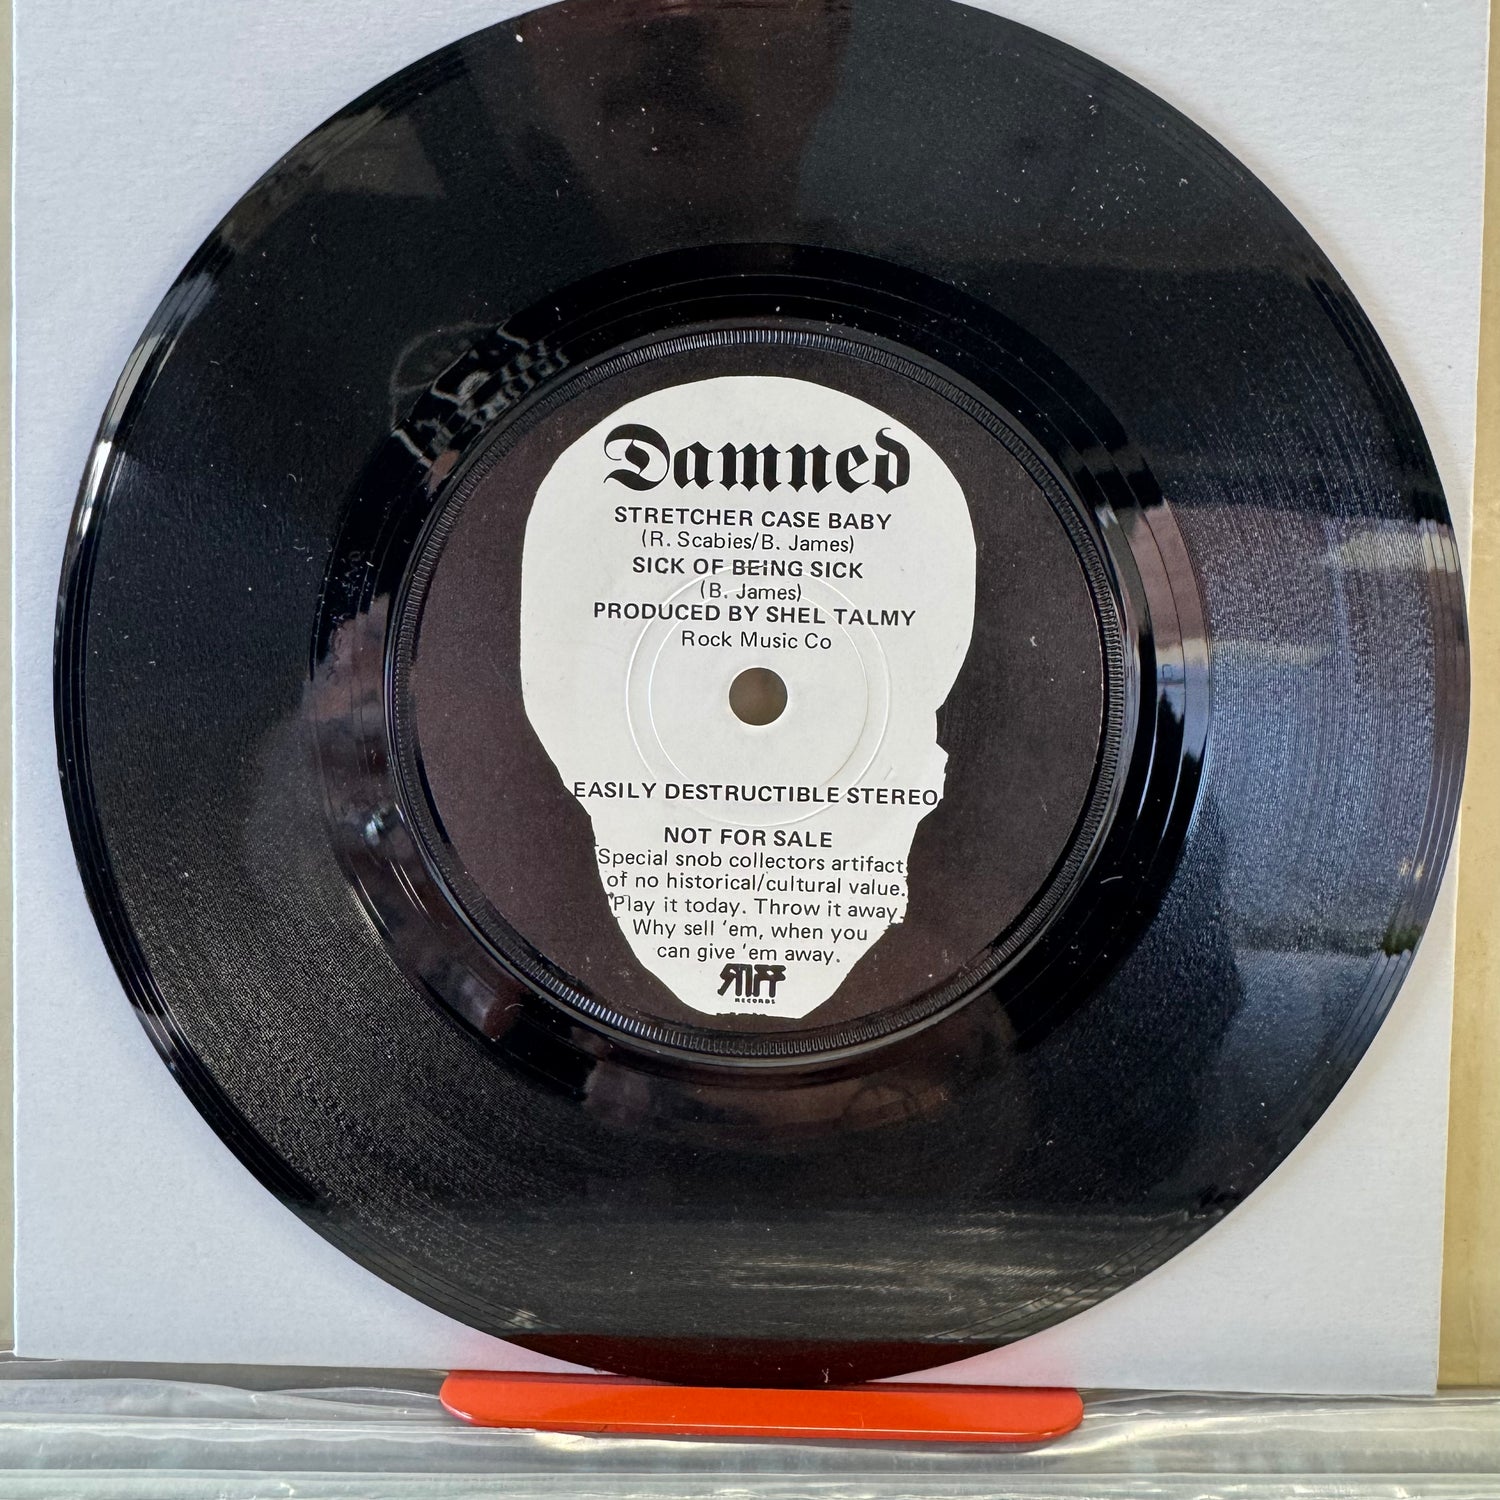 Damned
STRETCHER CASE BABY
(R. Scabies/B. James)
SICK OF BEING SICK
(B. James)
PRODUCED BY SHEL TALMY
Rock Music Co
EASILY DESTRUCTIBLE STEREO
NOT FOR SALE
Special snob collectors artifact
of no historical/cultural value.
Play it today. Throw it away.
Why sell 'em, when you
can give 'em away.
STIFF
RECORDS